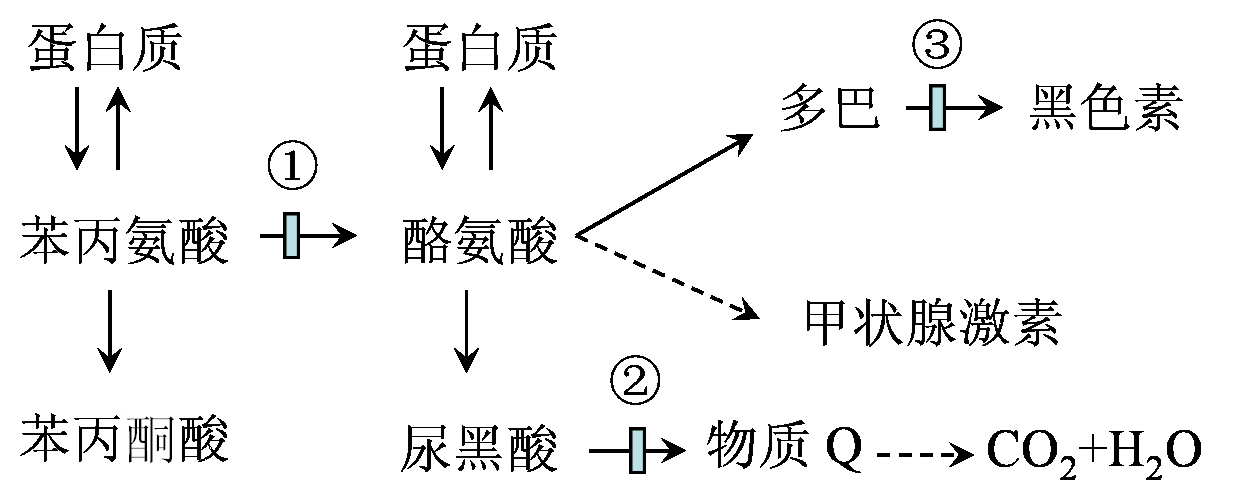 蛋白质 蛋白质 ③
多巴 黑色素
①
苯丙氨酸 酪氨酸
甲状腺激素
②
苯丙酮酸 尿黑酸 物质 Q CO₂+H₂O